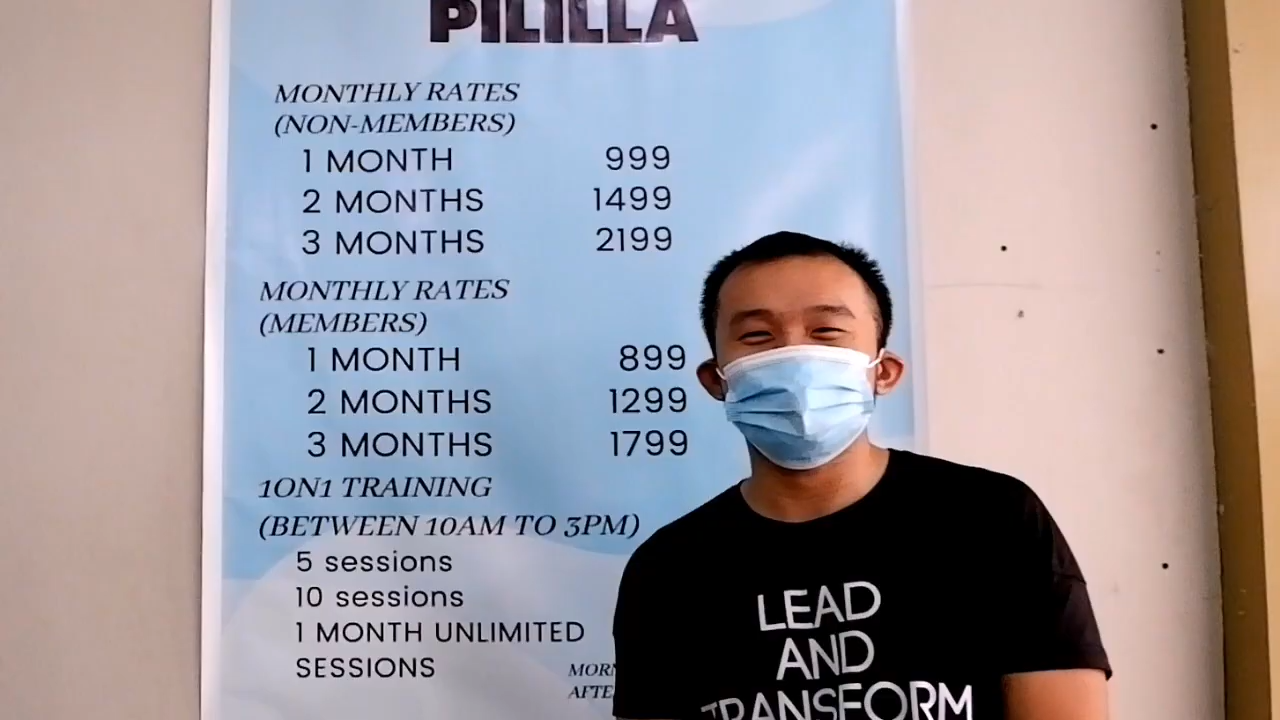 PILILLA
MONTHLY RATES
(NON-MEMBERS)
1 MONTH 999
2 MONTHS 1499
3 MONTHS 2199
MONTHLY RATES
(MEMBERS)
1 MONTH 899
2 MONTHS 1299
3 MONTHS 1799
1ON1 TRAINING
(BETWEEN 10AM TO 3PM)
5 sessions
10 sessions
1 MONTH UNLIMITED
SESSIONS
LEAD
AND
TRANSFORM